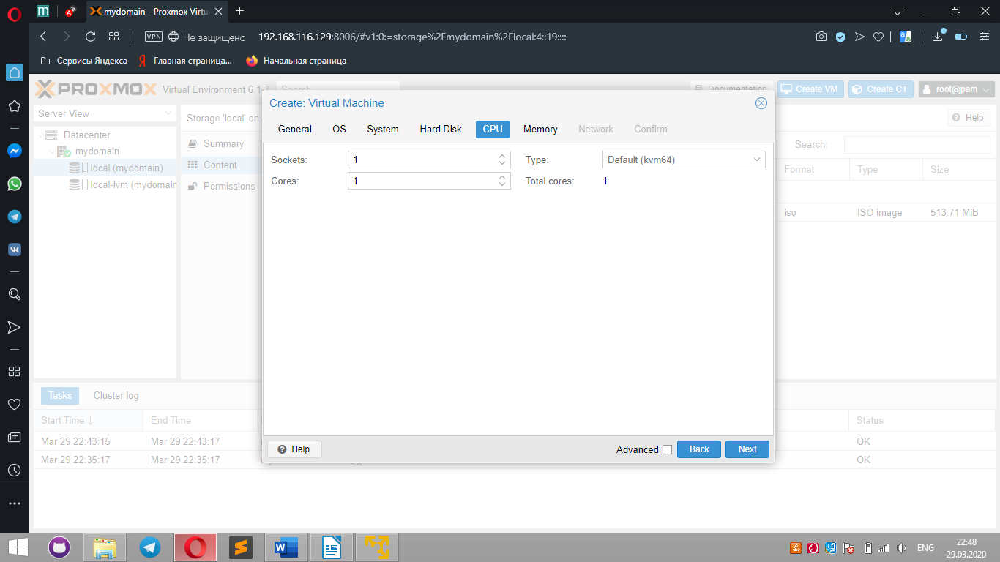 mydomain - Proxmox Virtu
VPN Не защищено 192.168.116.129:8006/#v1:0:=storage%2Fmydomain%2Flocal:4::19::::
Сервисы Яндекса Главная страница... Начальная страница
PROXMOX Virtual Environment 6.1-7 Search Documentation Create VM Create CT root@pam
Create: Virtual Machine
Server View
Storage 'local' on
Help
General OS System Hard Disk CPU Memory Network Confirm
Datacenter
mydomain
local (mydomain)
local-lvm (mydomain
Summary
Content
Permissions
Search:
Format Type Size
iso ISO image 513.71 MiB
Sockets: 1 Type: Default (kvm64)
Cores: 1 Total cores: 1
Help Advanced Back Next
Tasks Cluster log
Start Time End Time Status
Mar 29 22:43:15 Mar 29 22:43:17 OK
Mar 29 22:35:17 Mar 29 22:35:17 OK
ENG
22:48
29.03.2020